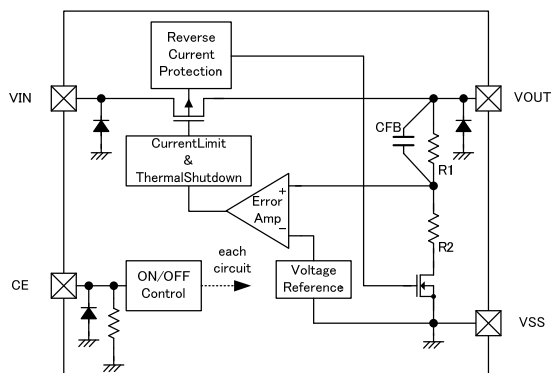 Reverse
Current
Protection
VIN
VOUT
CFB
R1
CurrentLimit
&
ThermalShutdown
+
Error
Amp
−
R2
each
circuit
CE
ON/OFF
Control
Voltage
Reference
VSS